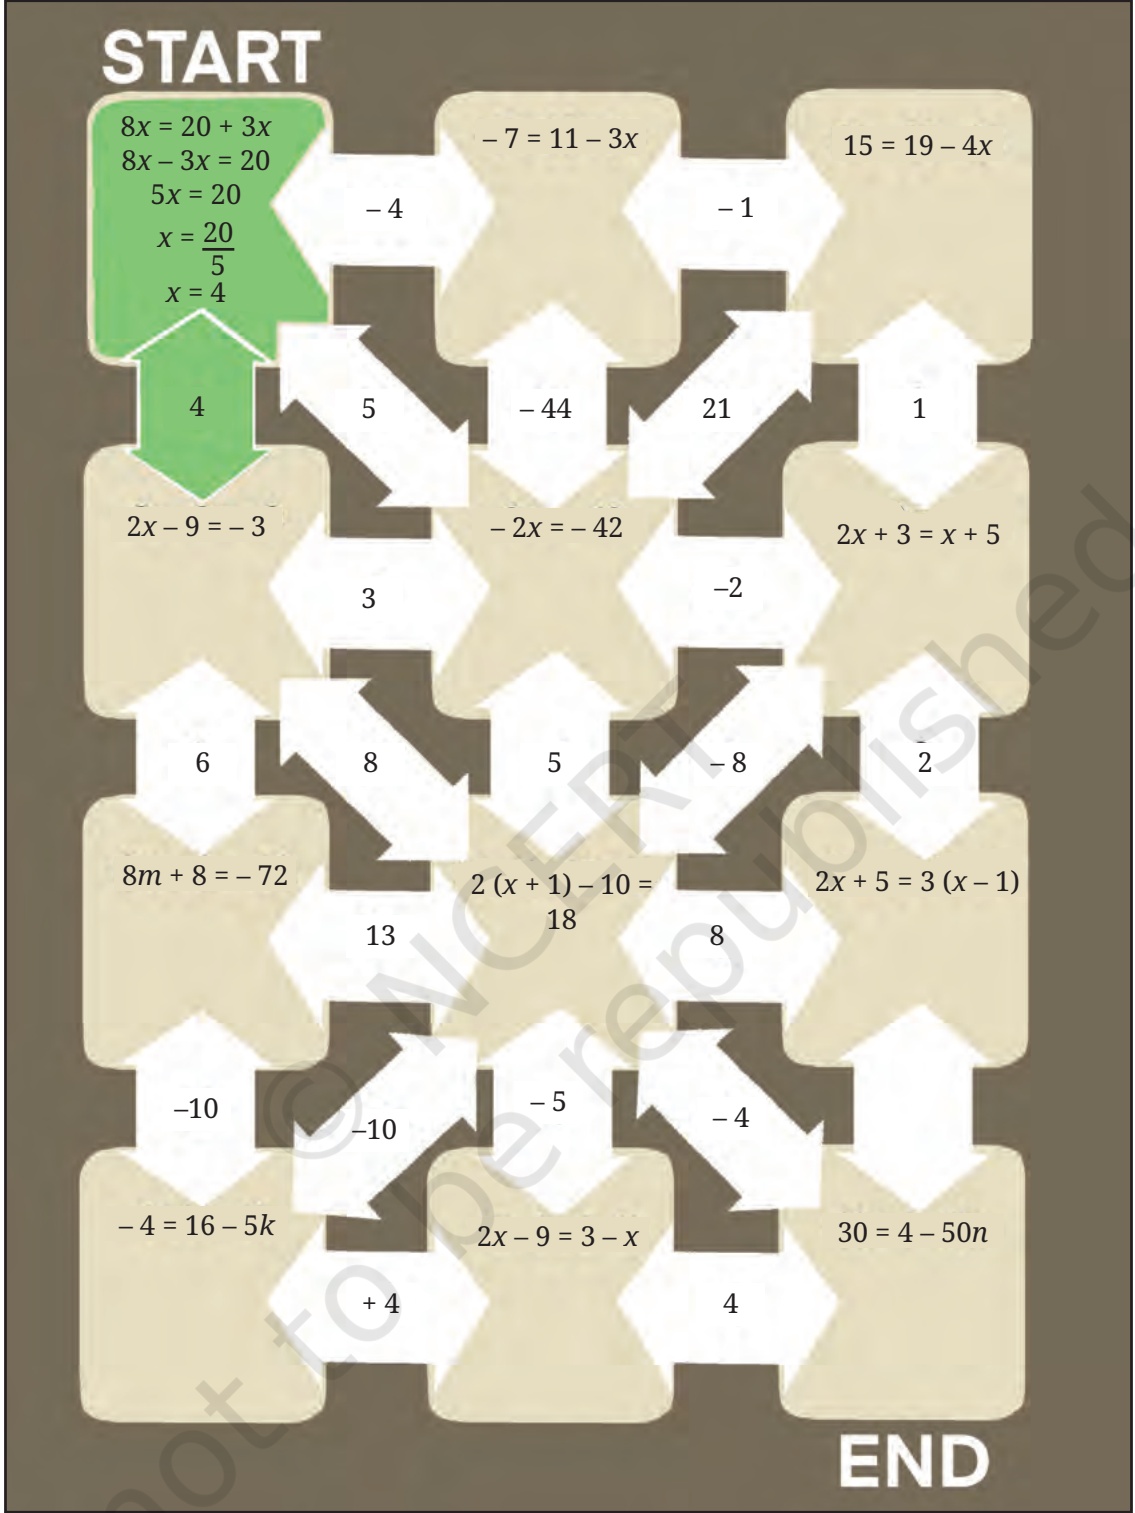 START
8x = 20 + 3x
8x – 3x = 20
5x = 20
x = 20/5
x = 4
– 4
– 7 = 11 – 3x
– 1
15 = 19 – 4x
4
5
– 44
21
1
2x – 9 = – 3
3
– 2x = – 42
–2
2x + 3 = x + 5
6
8
5
– 8
2
8m + 8 = – 72
13
2 (x + 1) – 10 =
18
8
2x + 5 = 3 (x – 1)
–10
–10
– 5
– 4
– 4 = 16 – 5k
+ 4
2x – 9 = 3 – x
4
30 = 4 – 50n
END
© NCERT
not to be republished